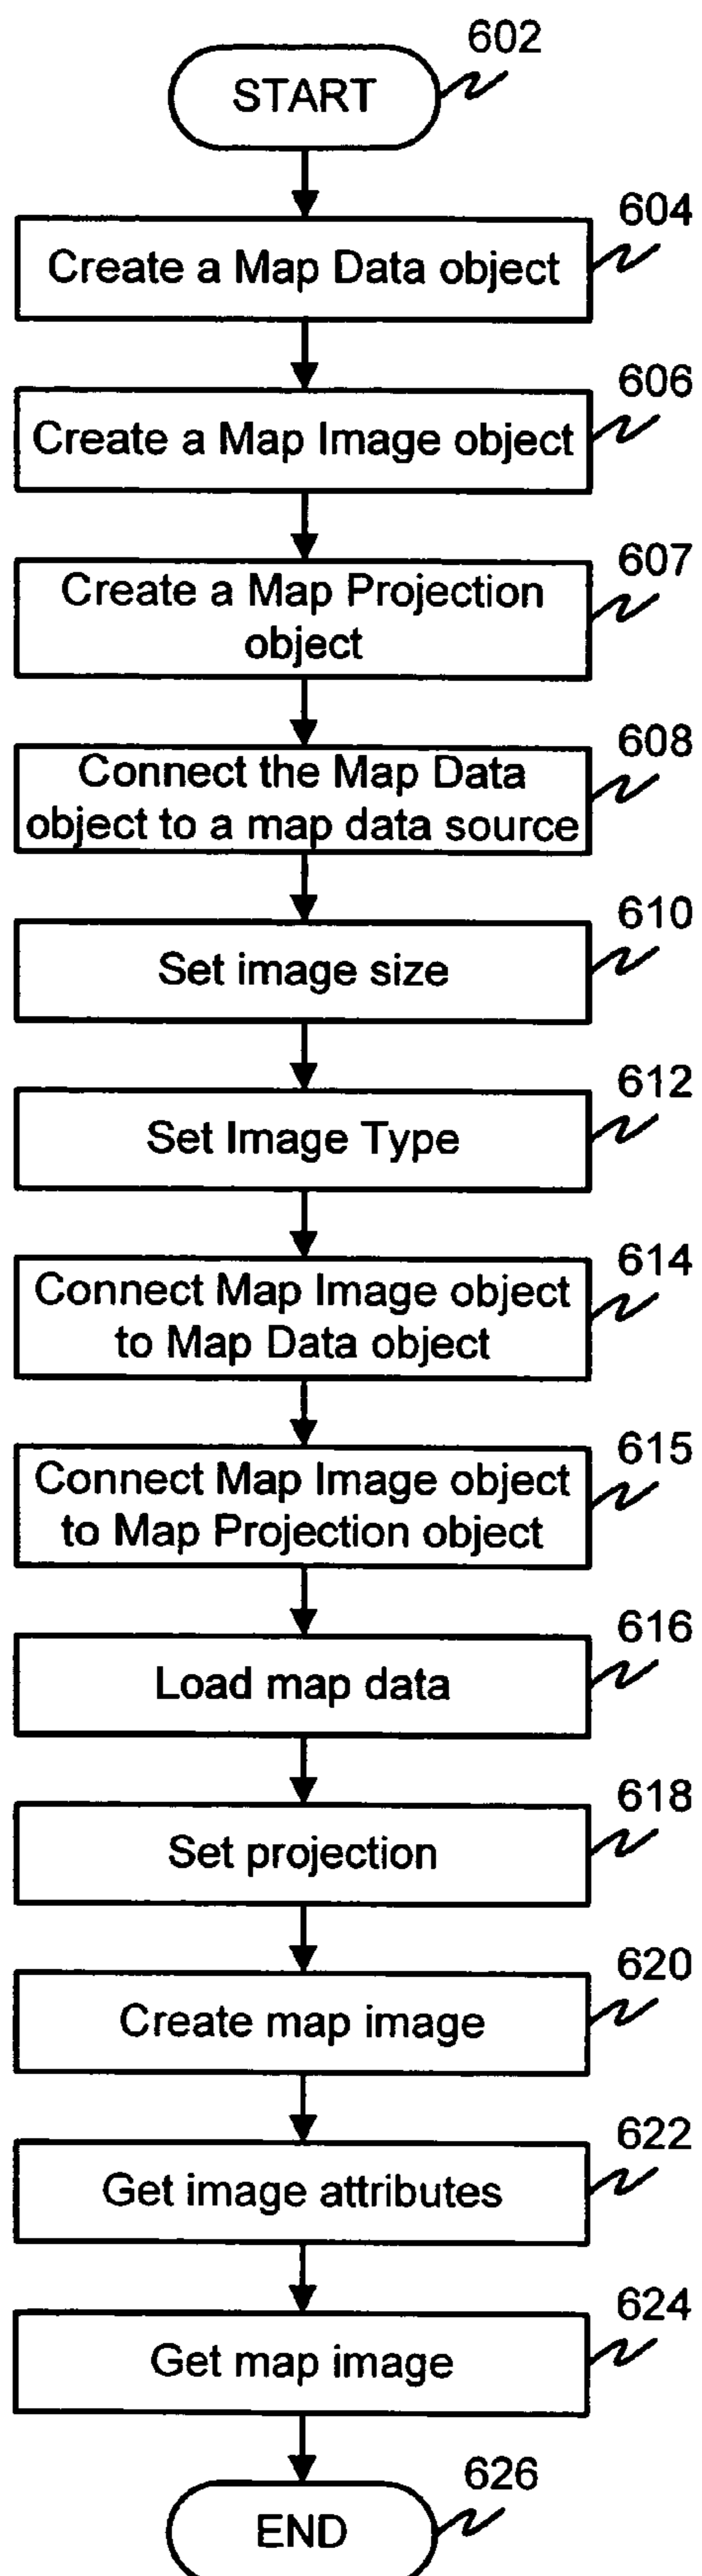 602
START
604
Create a Map Data object
606
Create a Map Image object
607
Create a Map Projection
object
608
Connect the Map Data
object to a map data source
610
Set image size
612
Set Image Type
614
Connect Map Image object
to Map Data object
615
Connect Map Image object
to Map Projection object
616
Load map data
618
Set projection
620
Create map image
622
Get image attributes
624
Get map image
626
END